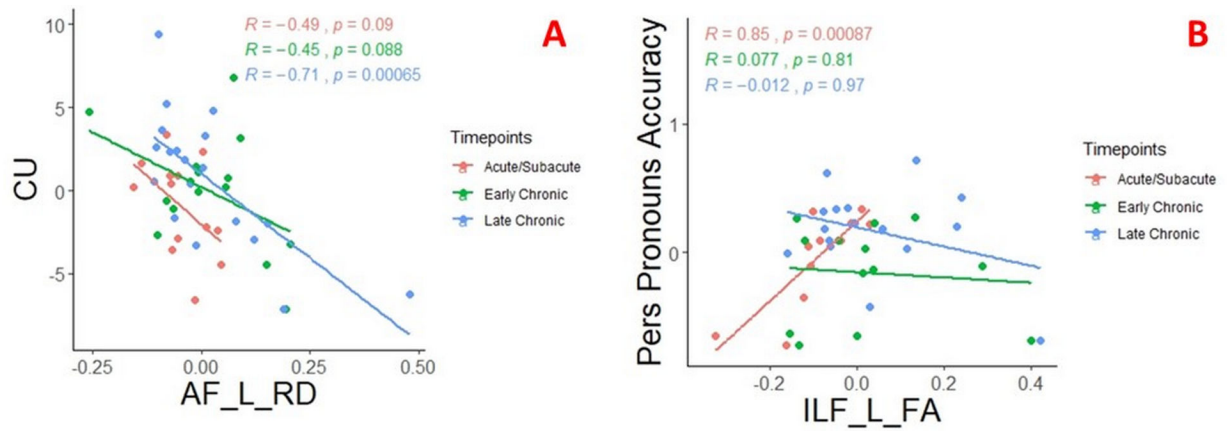 R = −0.49 , p = 0.09
R = −0.45 , p = 0.088
R = −0.71 , p = 0.00065
A
10
5
0
-5
CU
-0.25 0.00 0.25 0.50
AF_L_RD
Timepoints
Acute/Subacute
Early Chronic
Late Chronic
R = 0.85 , p = 0.00087
R = 0.077 , p = 0.81
R = −0.012 , p = 0.97
B
1
0
Pers Pronouns Accuracy
-0.2 0.0 0.2 0.4
ILF_L_FA
Timepoints
Acute/Subacute
Early Chronic
Late Chronic